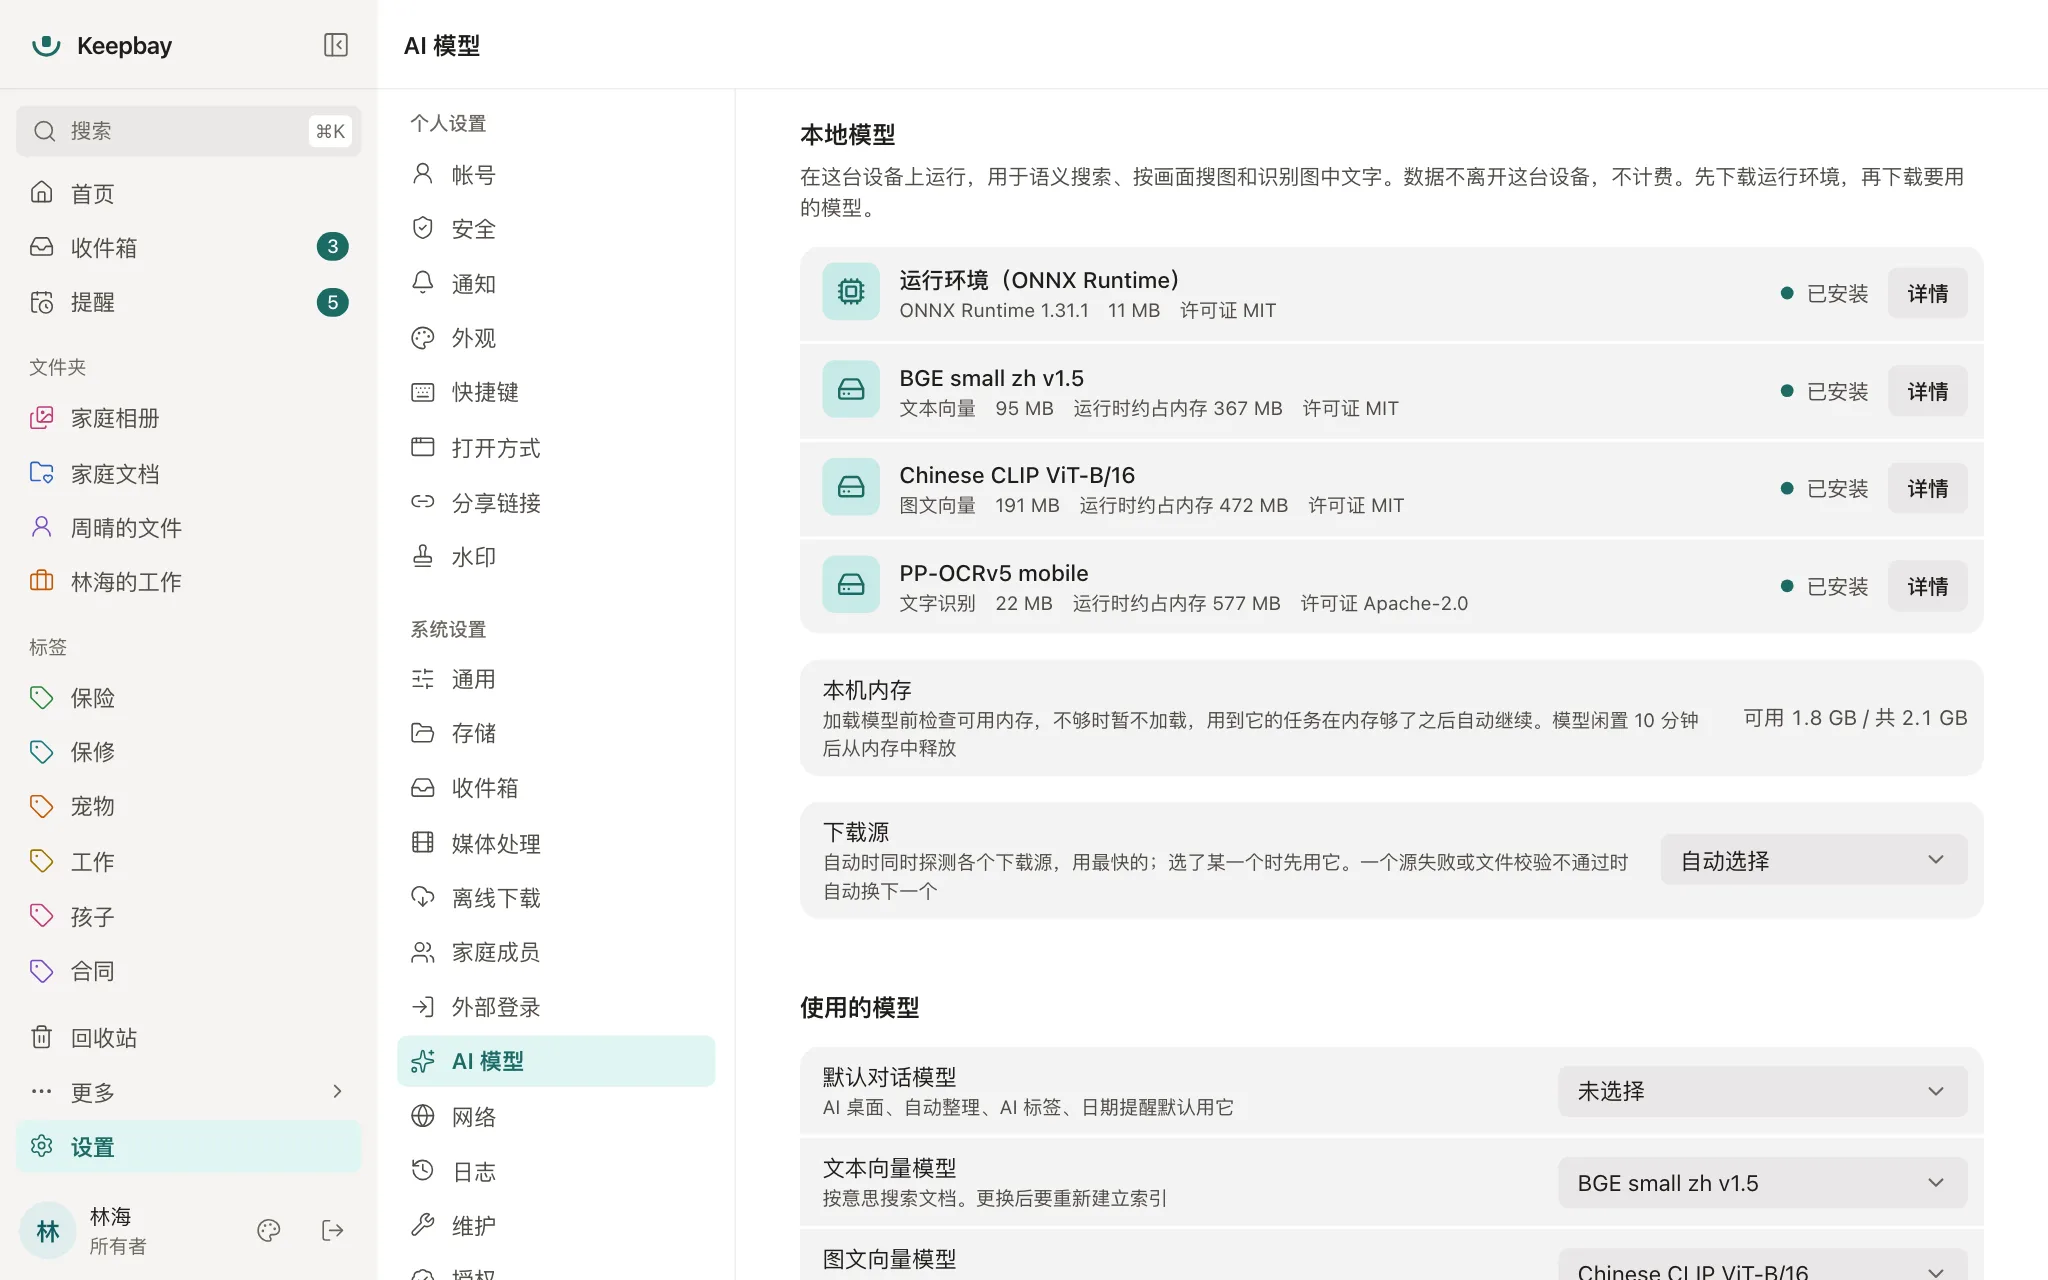 Keepbay
搜索
⌘K
首页
收件箱
3
提醒
5
文件夹
家庭相册
家庭文档
周晴的文件
林海的工作
标签
保险
保修
宠物
工作
孩子
合同
回收站
更多
设置
林
林海
所有者
AI 模型
个人设置
帐号
安全
通知
外观
快捷键
打开方式
分享链接
水印
系统设置
通用
存储
收件箱
媒体处理
离线下载
家庭成员
外部登录
AI 模型
网络
日志
维护
授权
本地模型
在这台设备上运行，用于语义搜索、按画面搜图和识别图中文字。数据不离开这台设备，不计费。先下载运行环境，再下载要用
的模型。
运行环境（ONNX Runtime）
ONNX Runtime 1.31.1 11 MB 许可证 MIT
已安装
详情
BGE small zh v1.5
文本向量 95 MB 运行时约占内存 367 MB 许可证 MIT
已安装
详情
Chinese CLIP ViT-B/16
图文向量 191 MB 运行时约占内存 472 MB 许可证 MIT
已安装
详情
PP-OCRv5 mobile
文字识别 22 MB 运行时约占内存 577 MB 许可证 Apache-2.0
已安装
详情
本机内存
加载模型前检查可用内存，不够时暂不加载，用到它的任务在内存够了之后自动继续。模型闲置 10 分钟
后从内存中释放
可用 1.8 GB / 共 2.1 GB
下载源
自动时同时探测各个下载源，用最快的；选了某一个时先用它。一个源失败或文件校验不通过时
自动换下一个
自动选择
使用的模型
默认对话模型
AI 桌面、自动整理、AI 标签、日期提醒默认用它
未选择
文本向量模型
按意思搜索文档。更换后要重新建立索引
BGE small zh v1.5
图文向量模型
Chinese CLIP ViT-B/16